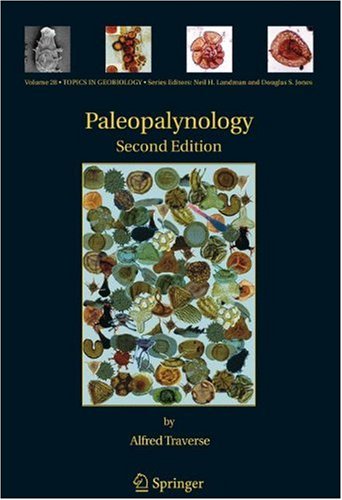 Volume 28 • TOPICS IN GEOBIOLOGY • Series Editors: Neil H. Landman and Douglas S. Jones
Paleopalynology
Second Edition
by
Alfred Traverse
Springer